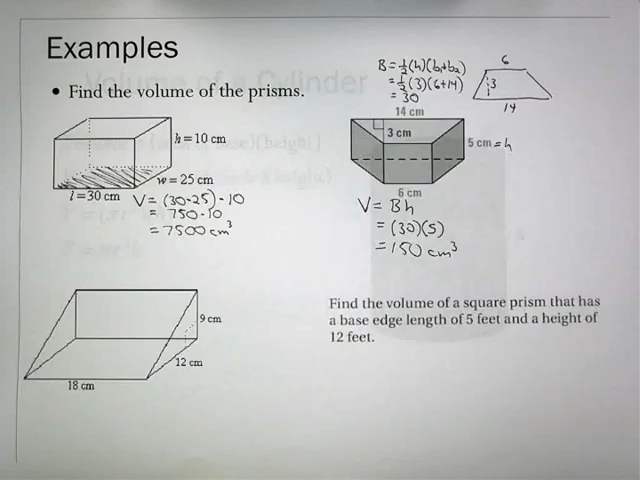 Examples
• Find the volume of the prisms.
h = 10 cm
w = 25 cm
l = 30 cm
V = (30·25)·10
= 750·10
= 7500 cm³
B = ½(h)(b₁+b₂)
= ½(3)(6+14)
= 30
6
3
14
14 cm
3 cm
5 cm = h
6 cm
V = Bh
= (30)(5)
= 150 cm³
9 cm
12 cm
18 cm
Find the volume of a square prism that has
a base edge length of 5 feet and a height of
12 feet.